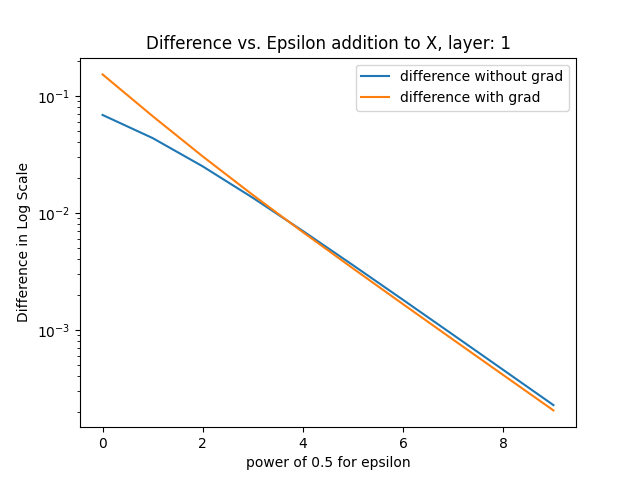 Difference vs. Epsilon addition to X, layer: 1
difference without grad
difference with grad
Difference in Log Scale
10⁻¹
10⁻²
10⁻³
0 2 4 6 8
power of 0.5 for epsilon